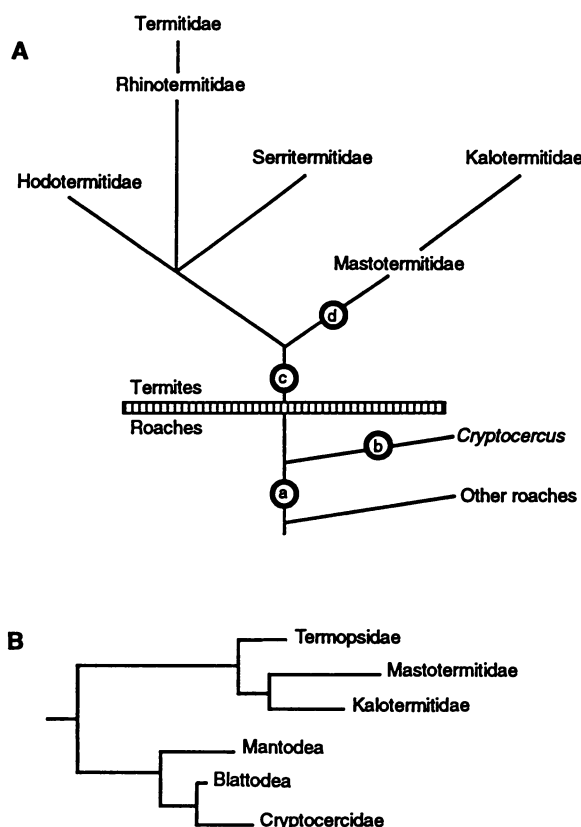 Termitidae
A
Rhinotermitidae
Serritermitidae
Kalotermitidae
Hodotermitidae
Mastotermitidae
d
c
Termites
Roaches
Cryptocercus
b
a
Other roaches
B
Termopsidae
Mastotermitidae
Kalotermitidae
Mantodea
Blattodea
Cryptocercidae